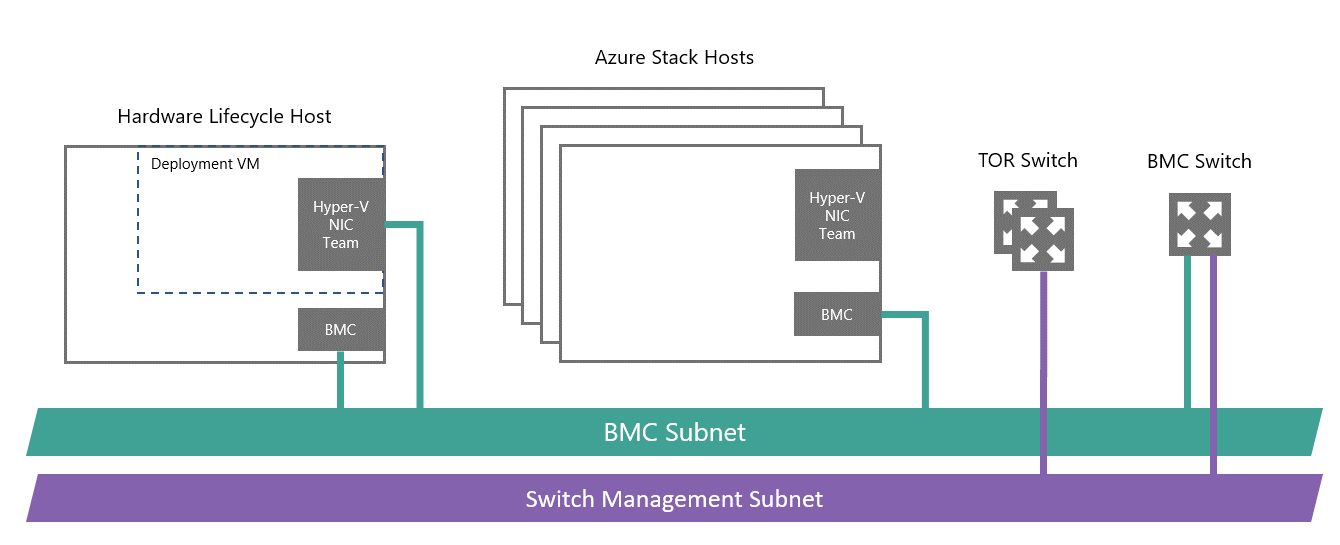 Azure Stack Hosts
Hardware Lifecycle Host
Deployment VM
Hyper-V
NIC
Team
BMC
Hyper-V
NIC
Team
BMC
TOR Switch
BMC Switch
BMC Subnet
Switch Management Subnet